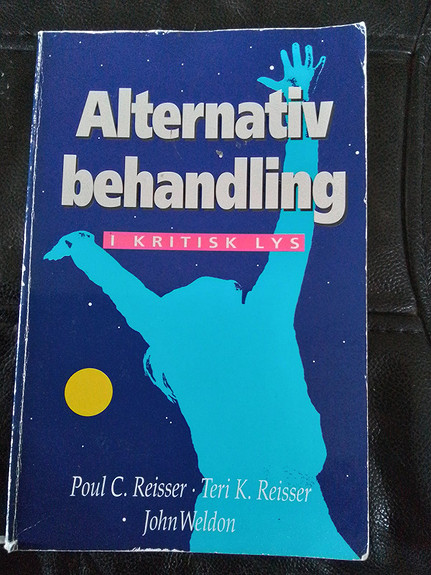 Alternativ
behandling
I KRITISK LYS
Poul C. Reisser · Teri K. Reisser
· John Weldon